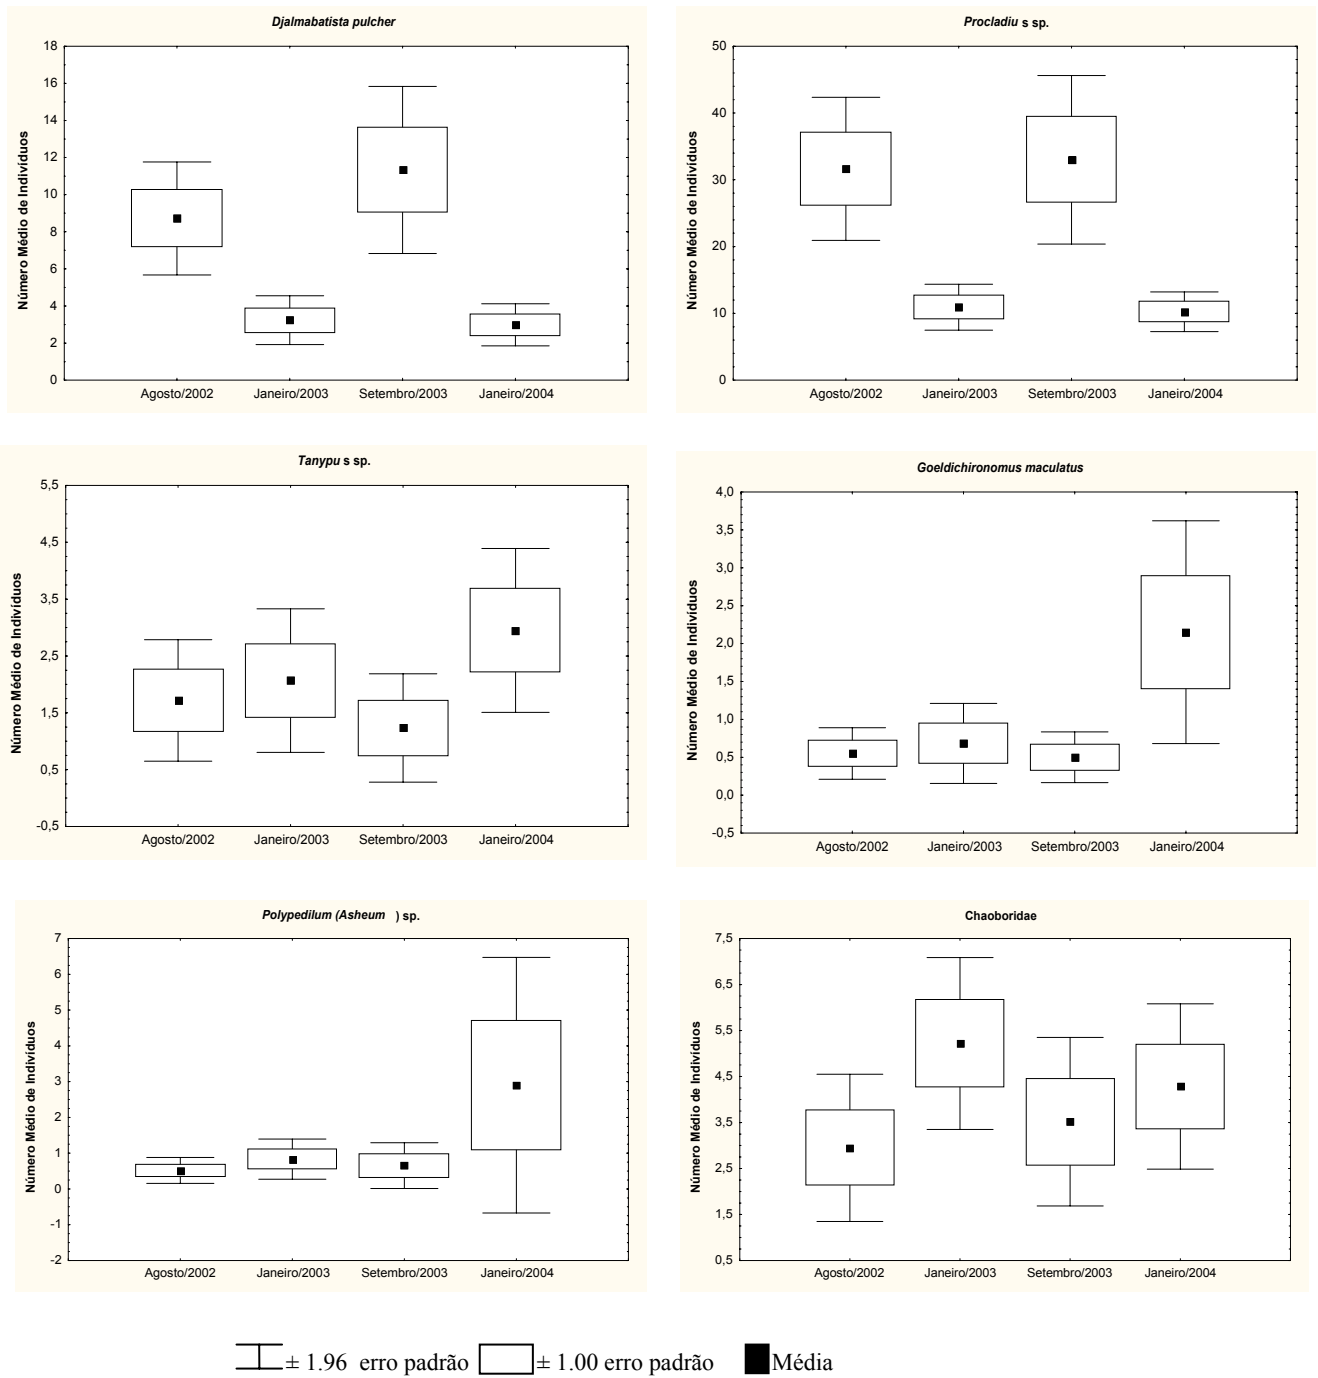 Djalmabatista pulcher
Número Médio de Indivíduos
18
16
14
12
10
8
6
4
2
0
Agosto/2002 Janeiro/2003 Setembro/2003 Janeiro/2004
Procladiu s sp.
Número Médio de Indivíduos
50
40
30
20
10
0
Agosto/2002 Janeiro/2003 Setembro/2003 Janeiro/2004
Tanypu s sp.
Número Médio de Indivíduos
5,5
4,5
3,5
2,5
1,5
0,5
-0,5
Agosto/2002 Janeiro/2003 Setembro/2003 Janeiro/2004
Goeldichironomus maculatus
Número Médio de Indivíduos
4,0
3,5
3,0
2,5
2,0
1,5
1,0
0,5
0,0
-0,5
Agosto/2002 Janeiro/2003 Setembro/2003 Janeiro/2004
Polypedilum (Asheum ) sp.
Número Médio de Indivíduos
7
6
5
4
3
2
1
0
-1
-2
Agosto/2002 Janeiro/2003 Setembro/2003 Janeiro/2004
Chaoboridae
Número Médio de Indivíduos
7,5
6,5
5,5
4,5
3,5
2,5
1,5
0,5
Agosto/2002 Janeiro/2003 Setembro/2003 Janeiro/2004
± 1.96 erro padrão ± 1.00 erro padrão Média